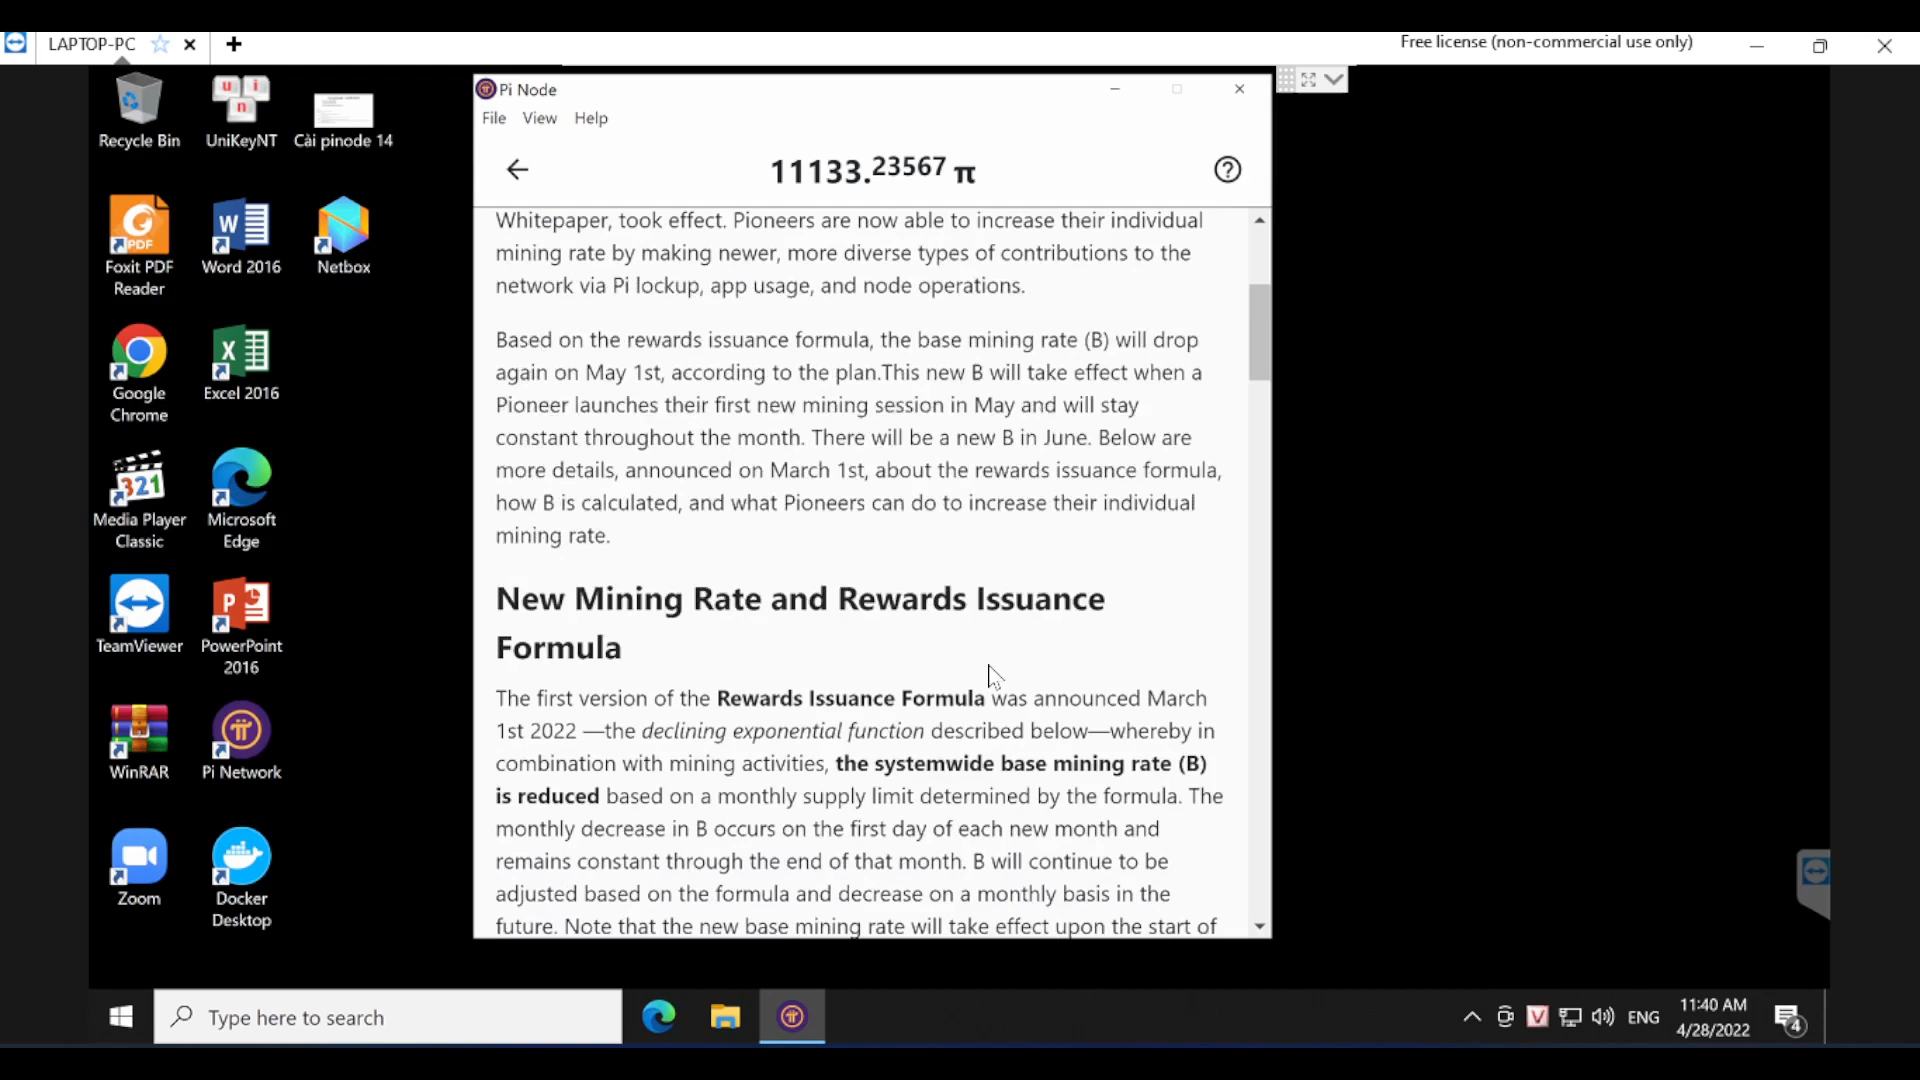 LAPTOP-PC
Free license (non-commercial use only)
Recycle Bin
UniKeyNT
Cài pinode 14
Foxit PDF
Reader
Word 2016
Netbox
Google
Chrome
Excel 2016
Media Player
Classic
Microsoft
Edge
TeamViewer
PowerPoint
2016
WinRAR
Pi Network
Zoom
Docker
Desktop
Pi Node
File View Help
11133.23567 π
Whitepaper, took effect. Pioneers are now able to increase their individual
mining rate by making newer, more diverse types of contributions to the
network via Pi lockup, app usage, and node operations.
Based on the rewards issuance formula, the base mining rate (B) will drop
again on May 1st, according to the plan.This new B will take effect when a
Pioneer launches their first new mining session in May and will stay
constant throughout the month. There will be a new B in June. Below are
more details, announced on March 1st, about the rewards issuance formula,
how B is calculated, and what Pioneers can do to increase their individual
mining rate.
New Mining Rate and Rewards Issuance
Formula
The first version of the Rewards Issuance Formula was announced March
1st 2022 —the declining exponential function described below—whereby in
combination with mining activities, the systemwide base mining rate (B)
is reduced based on a monthly supply limit determined by the formula. The
monthly decrease in B occurs on the first day of each new month and
remains constant through the end of that month. B will continue to be
adjusted based on the formula and decrease on a monthly basis in the
future. Note that the new base mining rate will take effect upon the start of
Type here to search
ENG
11:40 AM
4/28/2022
4